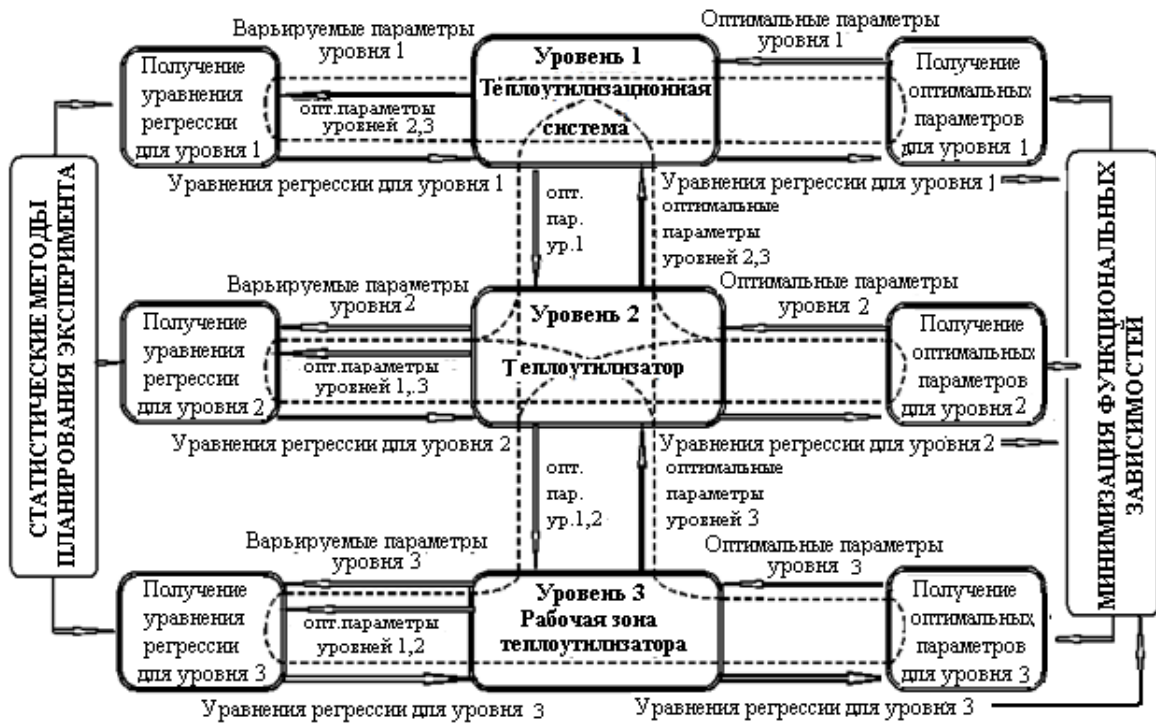 Варьируемые параметры
уровня 1
Оптимальные параметры
уровня 1
Получение
уравнения
регрессии
для уровня 1
опт.параметры
уровней 2,3
Уровень 1
Теплоутилизационная
система
Получение
оптимальных
параметров
для уровня 1
Уравнения регрессии для уровня 1
Уравнения регрессии для уровня 1
опт.
пар.
ур.1
оптимальные
параметры
уровней 2,3
СТАТИСТИЧЕСКИЕ МЕТОДЫ
ПЛАНИРОВАНИЯ ЭКСПЕРИМЕНТА
МИНИМИЗАЦИЯ ФУНКЦИОНАЛЬНЫХ
ЗАВИСИМОСТЕЙ
Варьируемые параметры
уровня 2
Оптимальные параметры
уровня 2
Получение
уравнения
регрессии
для уровня 2
опт.параметры
уровней 1,.3
Уровень 2
Теплоутилизатор
Получение
оптимальных
параметров
для уровня 2
Уравнения регрессии для уровня 2
Уравнения регрессии для уровня 2
опт.
пар.
ур.1,2
оптимальные
параметры
уровней 3
Варьируемые параметры
уровня 3
Оптимальные параметры
уровня 3
Получение
уравнения
регрессии
для уровня 3
опт.параметры
уровней 1,2
Уровень 3
Рабочая зона
теплоутилизатора
Получение
оптимальных
параметров
для уровня 3
Уравнения регрессии для уровня 3
Уравнения регрессии для уровня 3